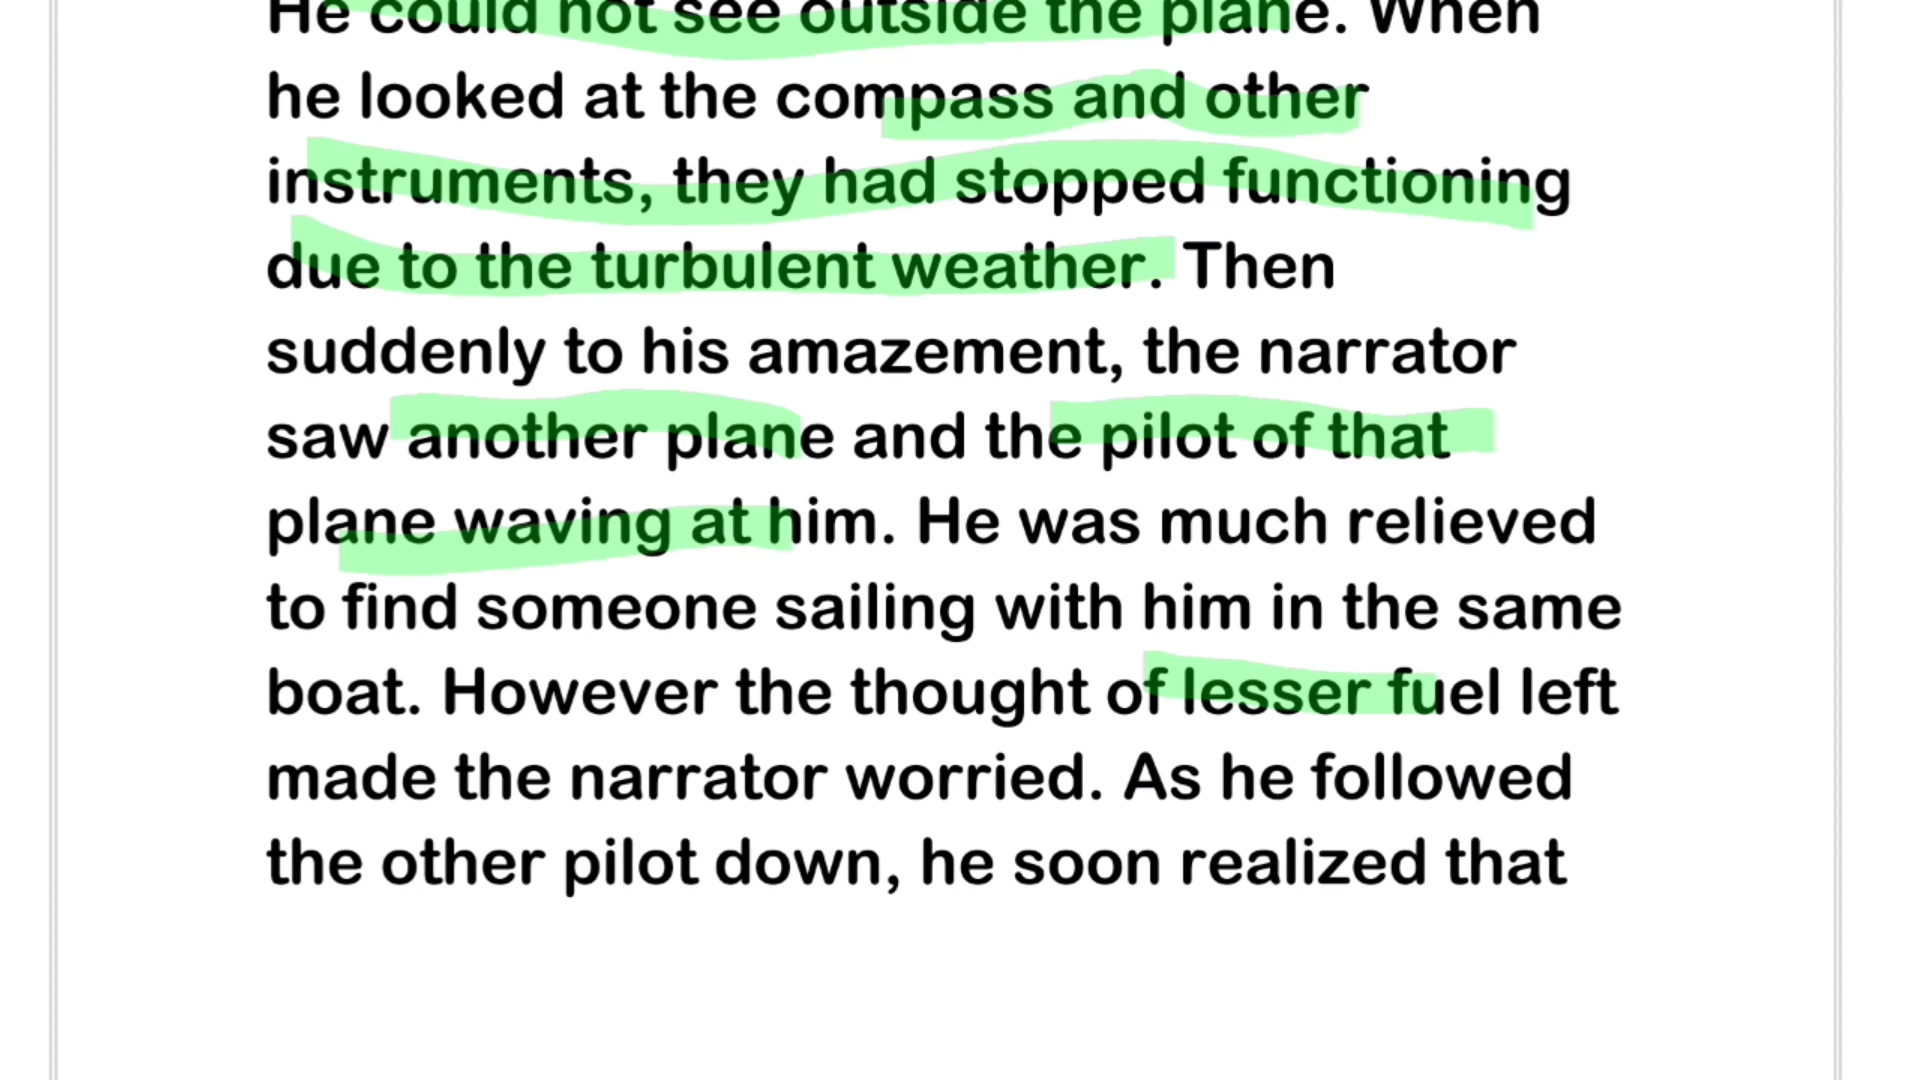 He could not see outside the plane. When
he looked at the compass and other
instruments, they had stopped functioning
due to the turbulent weather. Then
suddenly to his amazement, the narrator
saw another plane and the pilot of that
plane waving at him. He was much relieved
to find someone sailing with him in the same
boat. However the thought of lesser fuel left
made the narrator worried. As he followed
the other pilot down, he soon realized that